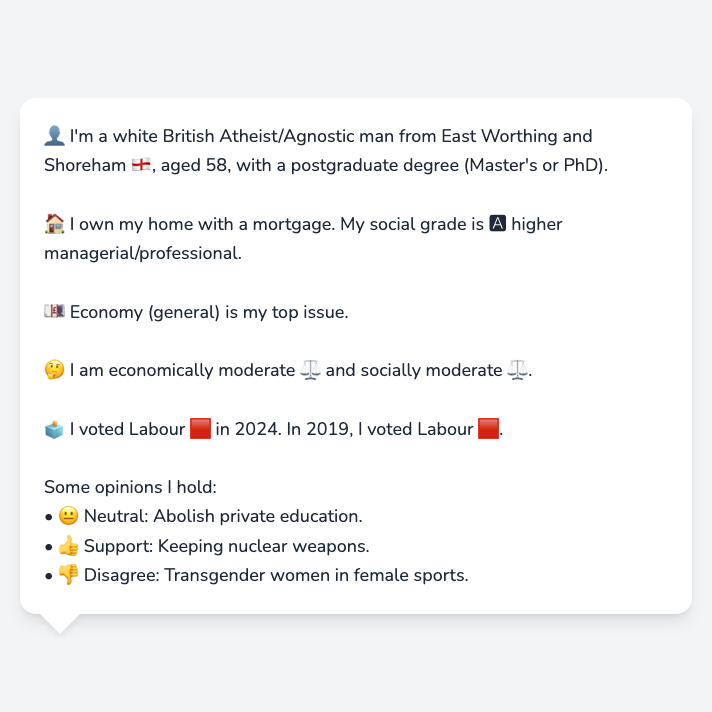 👤 I'm a white British Atheist/Agnostic man from East Worthing and
Shoreham 🏴󠁧󠁢󠁥󠁮󠁧󠁿, aged 58, with a postgraduate degree (Master's or PhD).
🏠 I own my home with a mortgage. My social grade is 🅰 higher
managerial/professional.
💷 Economy (general) is my top issue.
🤔 I am economically moderate ⚖️ and socially moderate ⚖️.
🗳️ I voted Labour 🟥 in 2024. In 2019, I voted Labour 🟥.
Some opinions I hold:
• 😐 Neutral: Abolish private education.
• 👍 Support: Keeping nuclear weapons.
• 👎 Disagree: Transgender women in female sports.